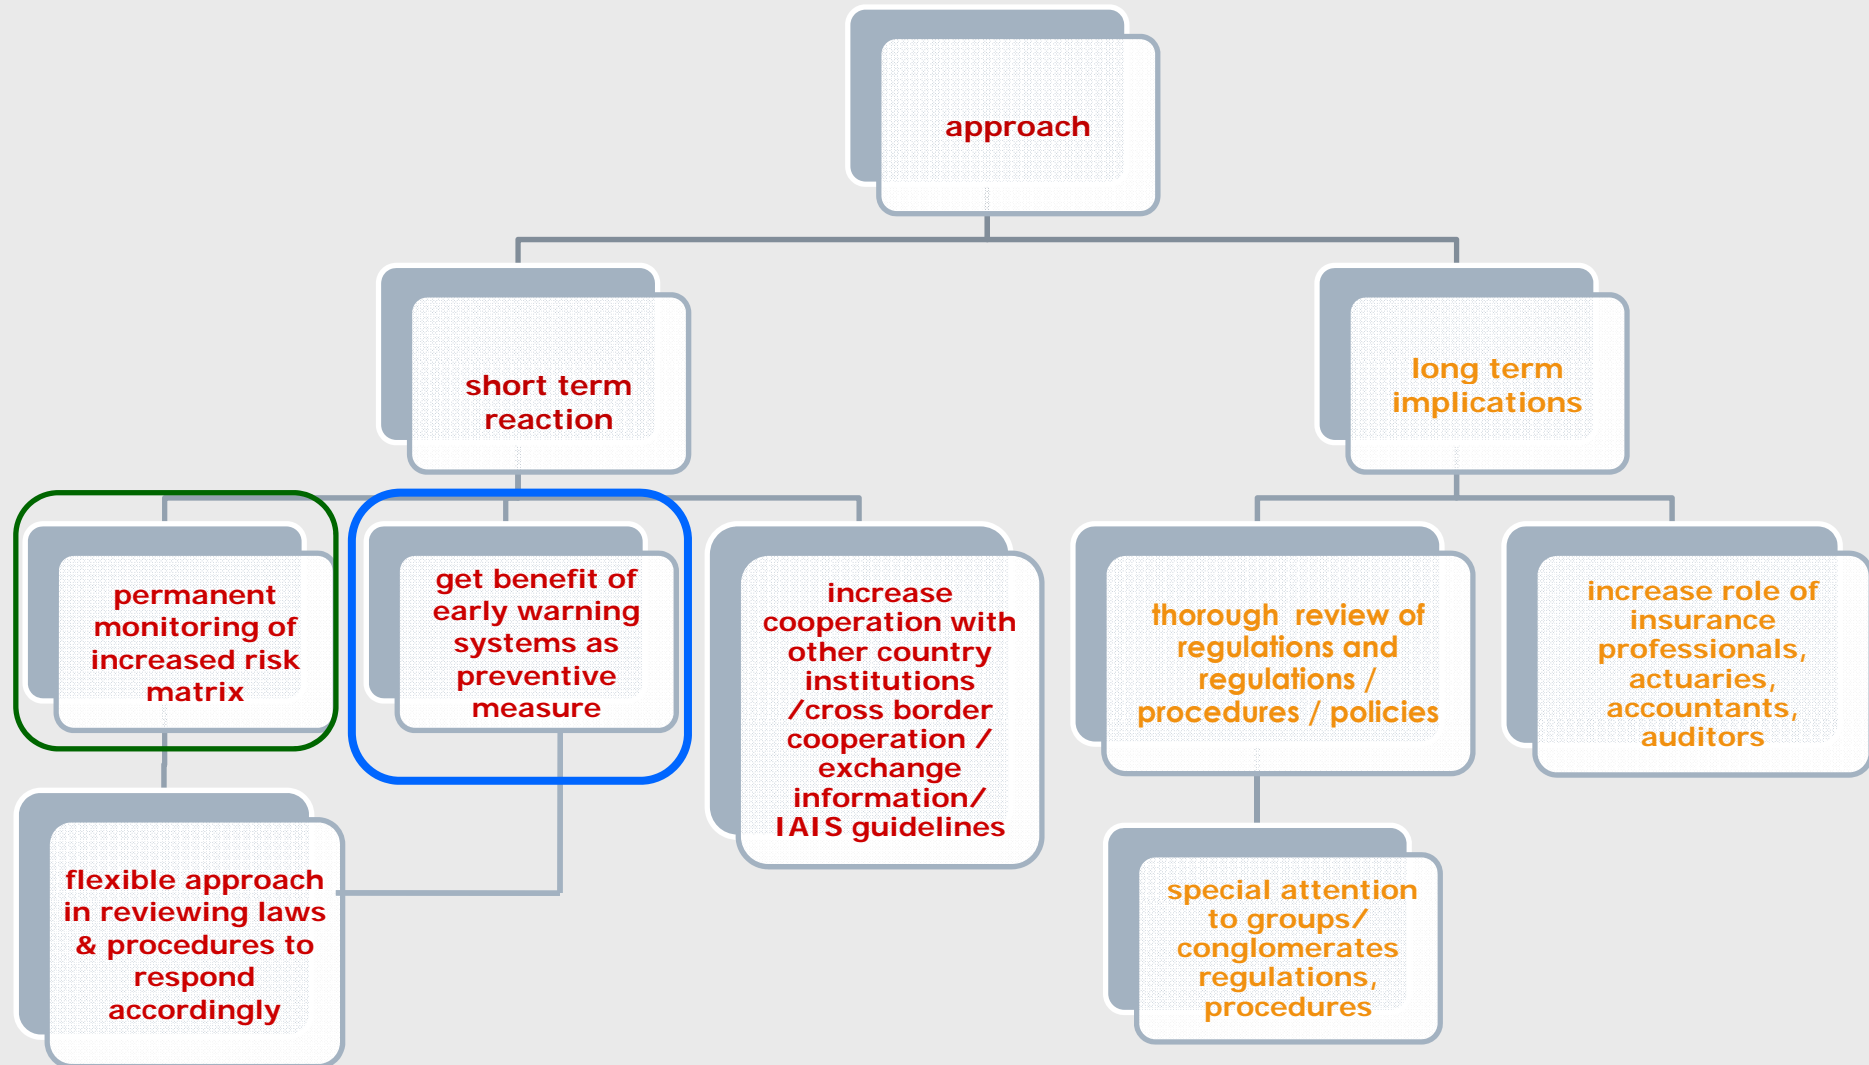 approach
short term
reaction
long term
implications
permanent
monitoring of
increased risk
matrix
get benefit of
early warning
systems as
preventive
measure
increase
cooperation with
other country
institutions
/cross border
cooperation /
exchange
information/
IAIS guidelines
thorough review of
regulations and
regulations /
procedures / policies
increase role of
insurance
professionals,
actuaries,
accountants,
auditors
flexible approach
in reviewing laws
& procedures to
respond
accordingly
special attention
to groups/
conglomerates
regulations,
procedures